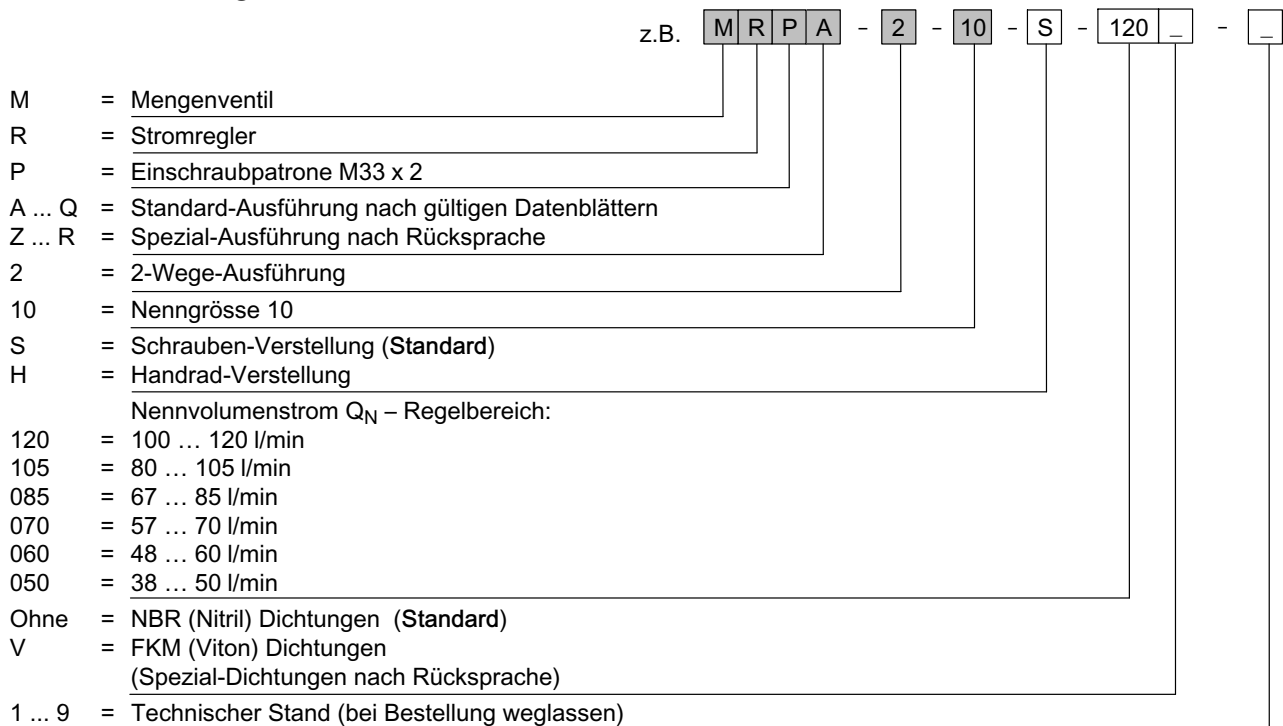 z.B. M R P A - 2 - 10 - S - 120 _ - _
M = Mengenventil
R = Stromregler
P = Einschraubpatrone M33 x 2
A ... Q = Standard-Ausführung nach gültigen Datenblättern
Z ... R = Spezial-Ausführung nach Rücksprache
2 = 2-Wege-Ausführung
10 = Nenngrösse 10
S = Schrauben-Verstellung (Standard)
H = Handrad-Verstellung
Nennvolumenstrom QN – Regelbereich:
120 = 100 … 120 l/min
105 = 80 … 105 l/min
085 = 67 … 85 l/min
070 = 57 … 70 l/min
060 = 48 … 60 l/min
050 = 38 … 50 l/min
Ohne = NBR (Nitril) Dichtungen (Standard)
V = FKM (Viton) Dichtungen
(Spezial-Dichtungen nach Rücksprache)
1 ... 9 = Technischer Stand (bei Bestellung weglassen)